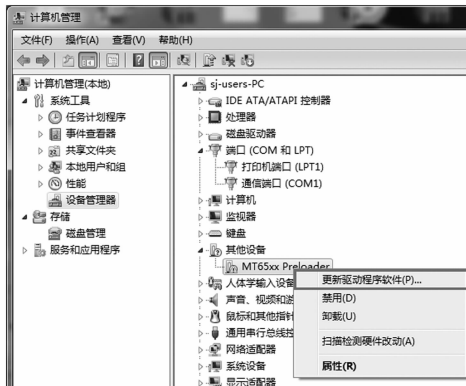 计算机管理
文件(F) 操作(A) 查看(V) 帮助(H)
计算机管理(本地)
系统工具
任务计划程序
事件查看器
共享文件夹
本地用户和组
性能
设备管理器
存储
磁盘管理
服务和应用程序
sj-users-PC
IDE ATA/ATAPI 控制器
处理器
磁盘驱动器
端口 (COM 和 LPT)
打印机端口 (LPT1)
通信端口 (COM1)
计算机
监视器
键盘
其他设备
MT65xx Preloader
人体学输入设备
声音、视频和游
鼠标和其他指针
通用串行总线控
网络适配器
系统设备
显示适配器
更新驱动程序软件(P)...
禁用(D)
卸载(U)
扫描检测硬件改动(A)
属性(R)